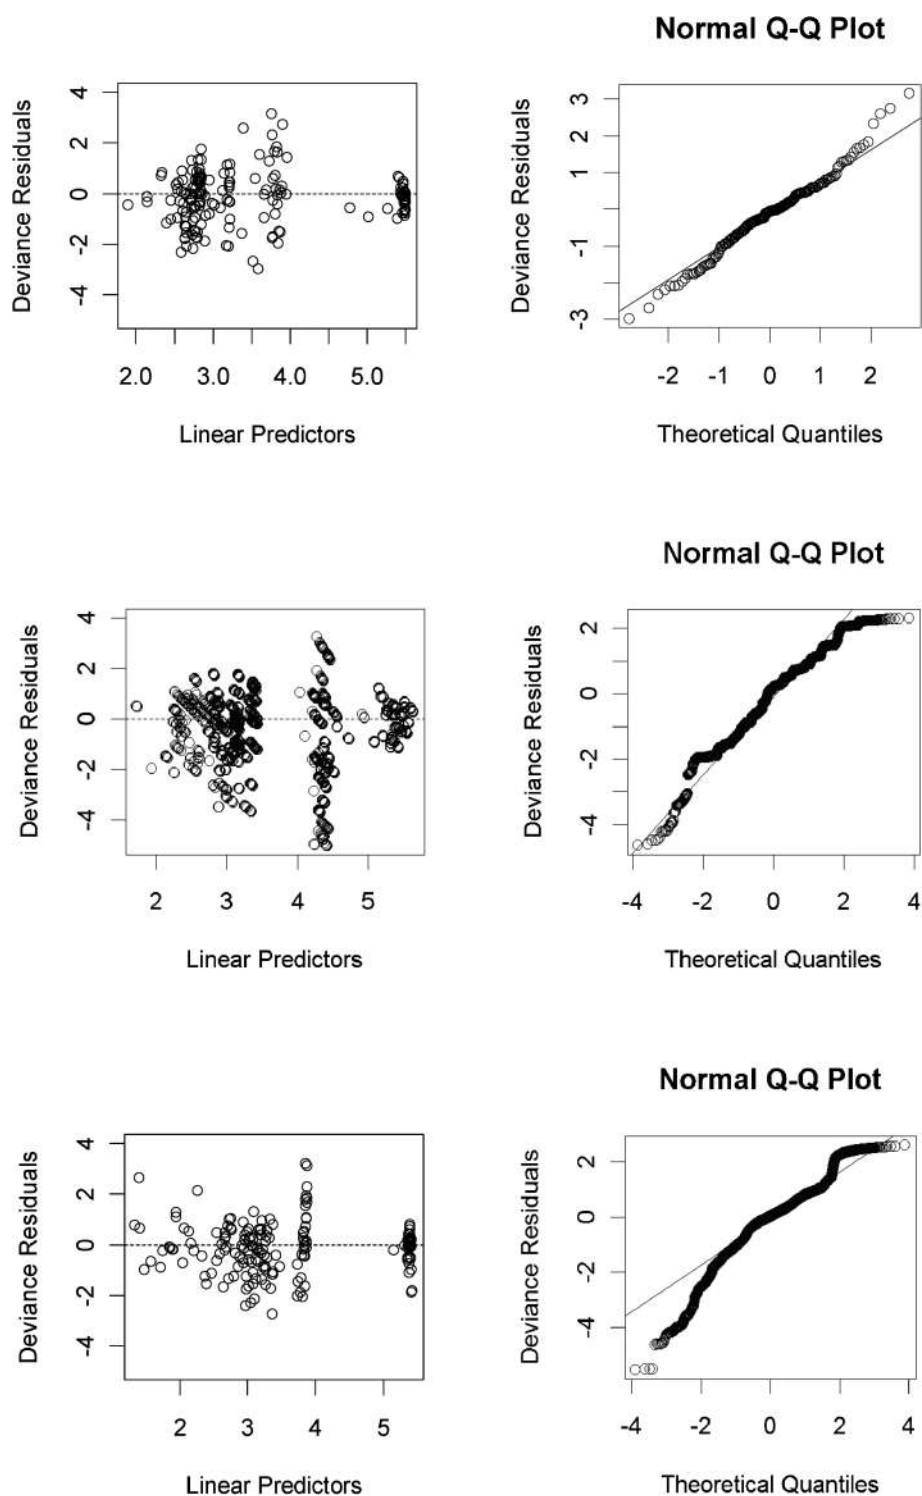 Normal Q-Q Plot
Deviance Residuals
4
2
0
-2
-4
2.0 3.0 4.0 5.0
Linear Predictors
Deviance Residuals
3
2
1
-1
-3
-2 -1 0 1 2
Theoretical Quantiles
Normal Q-Q Plot
Deviance Residuals
4
2
0
-2
-4
2 3 4 5
Linear Predictors
Deviance Residuals
2
0
-2
-4
-4 -2 0 2 4
Theoretical Quantiles
Normal Q-Q Plot
Deviance Residuals
4
2
0
-2
-4
2 3 4 5
Linear Predictors
Deviance Residuals
2
0
-2
-4
-4 -2 0 2 4
Theoretical Quantiles